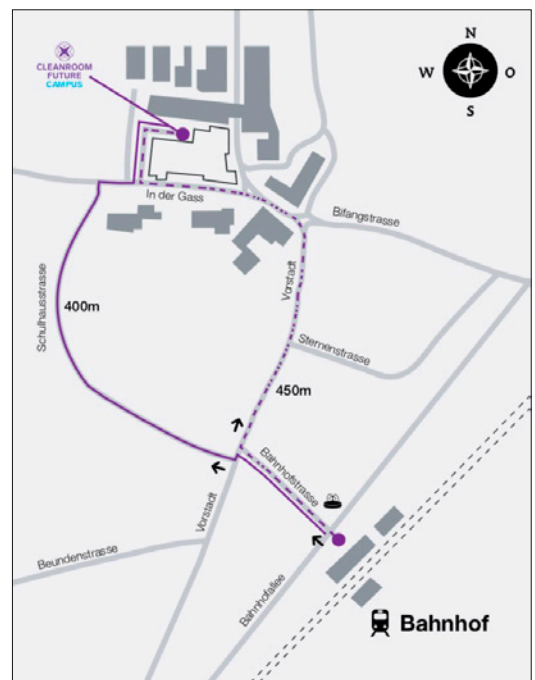 N
W
O
S
CLEANROOM
FUTURE
CAMPUS
In der Gass
Bifangstrasse
Schulhausstrasse
400m
Vorstadt
Sternenstrasse
450m
Bahnhofstrasse
Vorstadt
Beundenstrasse
Bahnhofallee
Bahnhof